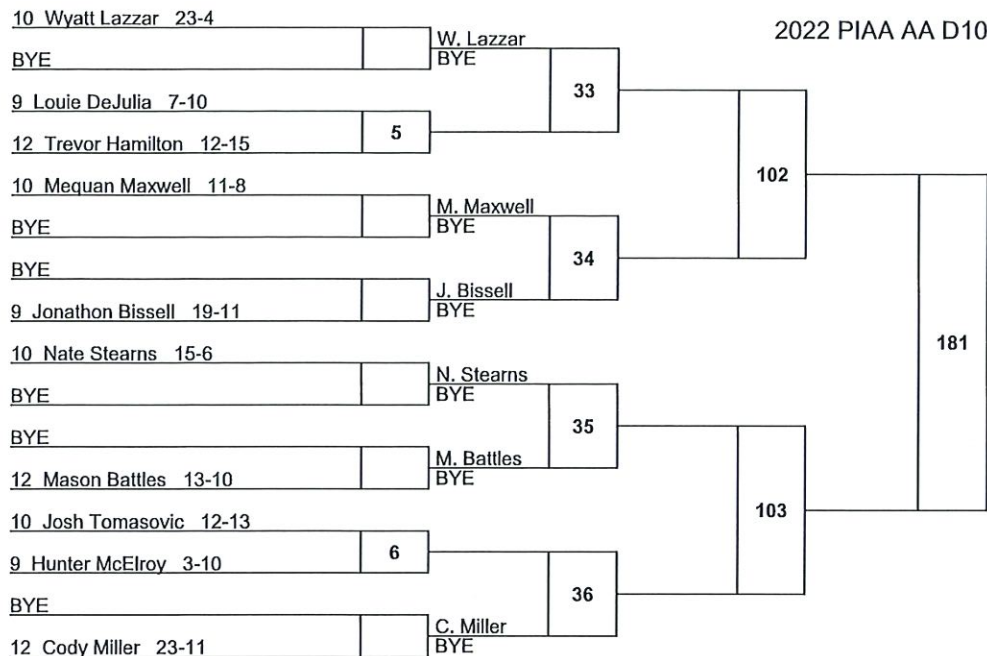 2022 PIAA AA D10
10 Wyatt Lazzar 23-4
BYE
9 Louie DeJulia 7-10
12 Trevor Hamilton 12-15
10 Mequan Maxwell 11-8
BYE
BYE
9 Jonathon Bissell 19-11
10 Nate Stearns 15-6
BYE
BYE
12 Mason Battles 13-10
10 Josh Tomasovic 12-13
9 Hunter McElroy 3-10
BYE
12 Cody Miller 23-11
5
6
W. Lazzar
BYE
M. Maxwell
BYE
J. Bissell
BYE
N. Stearns
BYE
M. Battles
BYE
C. Miller
BYE
33
34
35
36
102
103
181